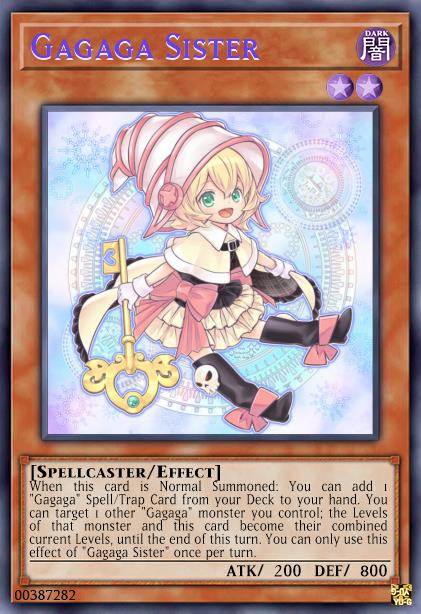 Gagaga Sister
DARK
闇
[Spellcaster/Effect]
When this card is Normal Summoned: You can add 1
"Gagaga" Spell/Trap Card from your Deck to your hand. You
can target 1 other "Gagaga" monster you control; the Levels
of that monster and this card become their combined
current Levels, until the end of this turn. You can only use this
effect of "Gagaga Sister" once per turn.
ATK/ 200 DEF/ 800
00387282